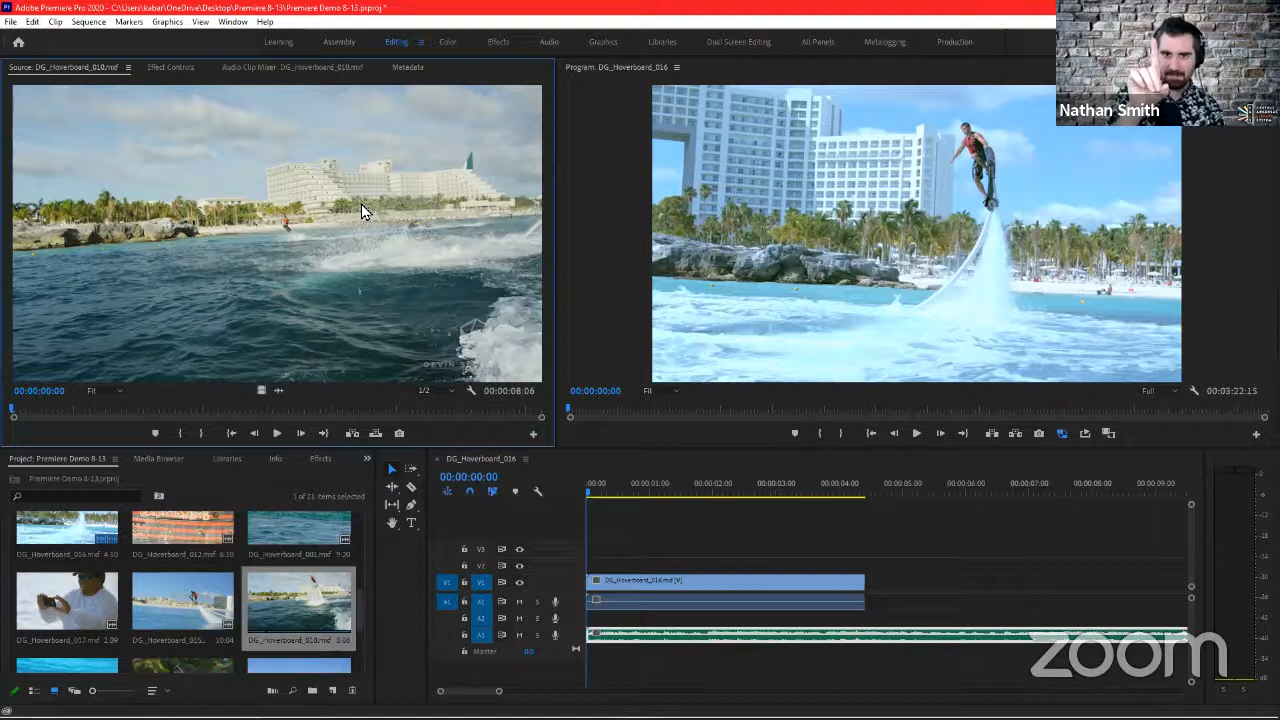 Adobe Premiere Pro 2020 - C:\Users\kabar\OneDrive\Desktop\Premiere 8-13\Premiere Demo 8-13.prproj *
File Edit Clip Sequence Markers Graphics View Window Help
Learning Assembly Editing Color Effects Audio Graphics Libraries Dual Screen Editing All Panels Metalogging Production
Nathan Smith
Source: DG_Hoverboard_010.mxf Effect Controls Audio Clip Mixer: DG_Hoverboard_010.mxf Metadata
Program: DG_Hoverboard_016
00:00:00:00 Fit 1/2 00:00:08:06
00:00:00:00 Fit Full 00:03:22:15
Project: Premiere Demo 8-13 Media Browser Libraries Info Effects
Premiere Demo 8-13.prproj
1 of 21 items selected
DG_Hoverboard_016.mxf 4:10 DG_Hoverboard_012.mxf 6:10 DG_Hoverboard_001.mxf 9:20
DG_Hoverboard_017.mxf 2:09 DG_Hoverboard_015... 10:04 DG_Hoverboard_010.mxf 8:06
DG_Hoverboard_016
00:00:00:00
:00:00 00:00:01:00 00:00:02:00 00:00:03:00 00:00:04:00 00:00:05:00 00:00:06:00 00:00:07:00 00:00:08:00 00:00:09:00
V3
V2
V1 V1 DG_Hoverboard_016.mxf [V]
A1 A1 M S
A2 M S
A3 M S
Master 0.0
zoom
S S
dB